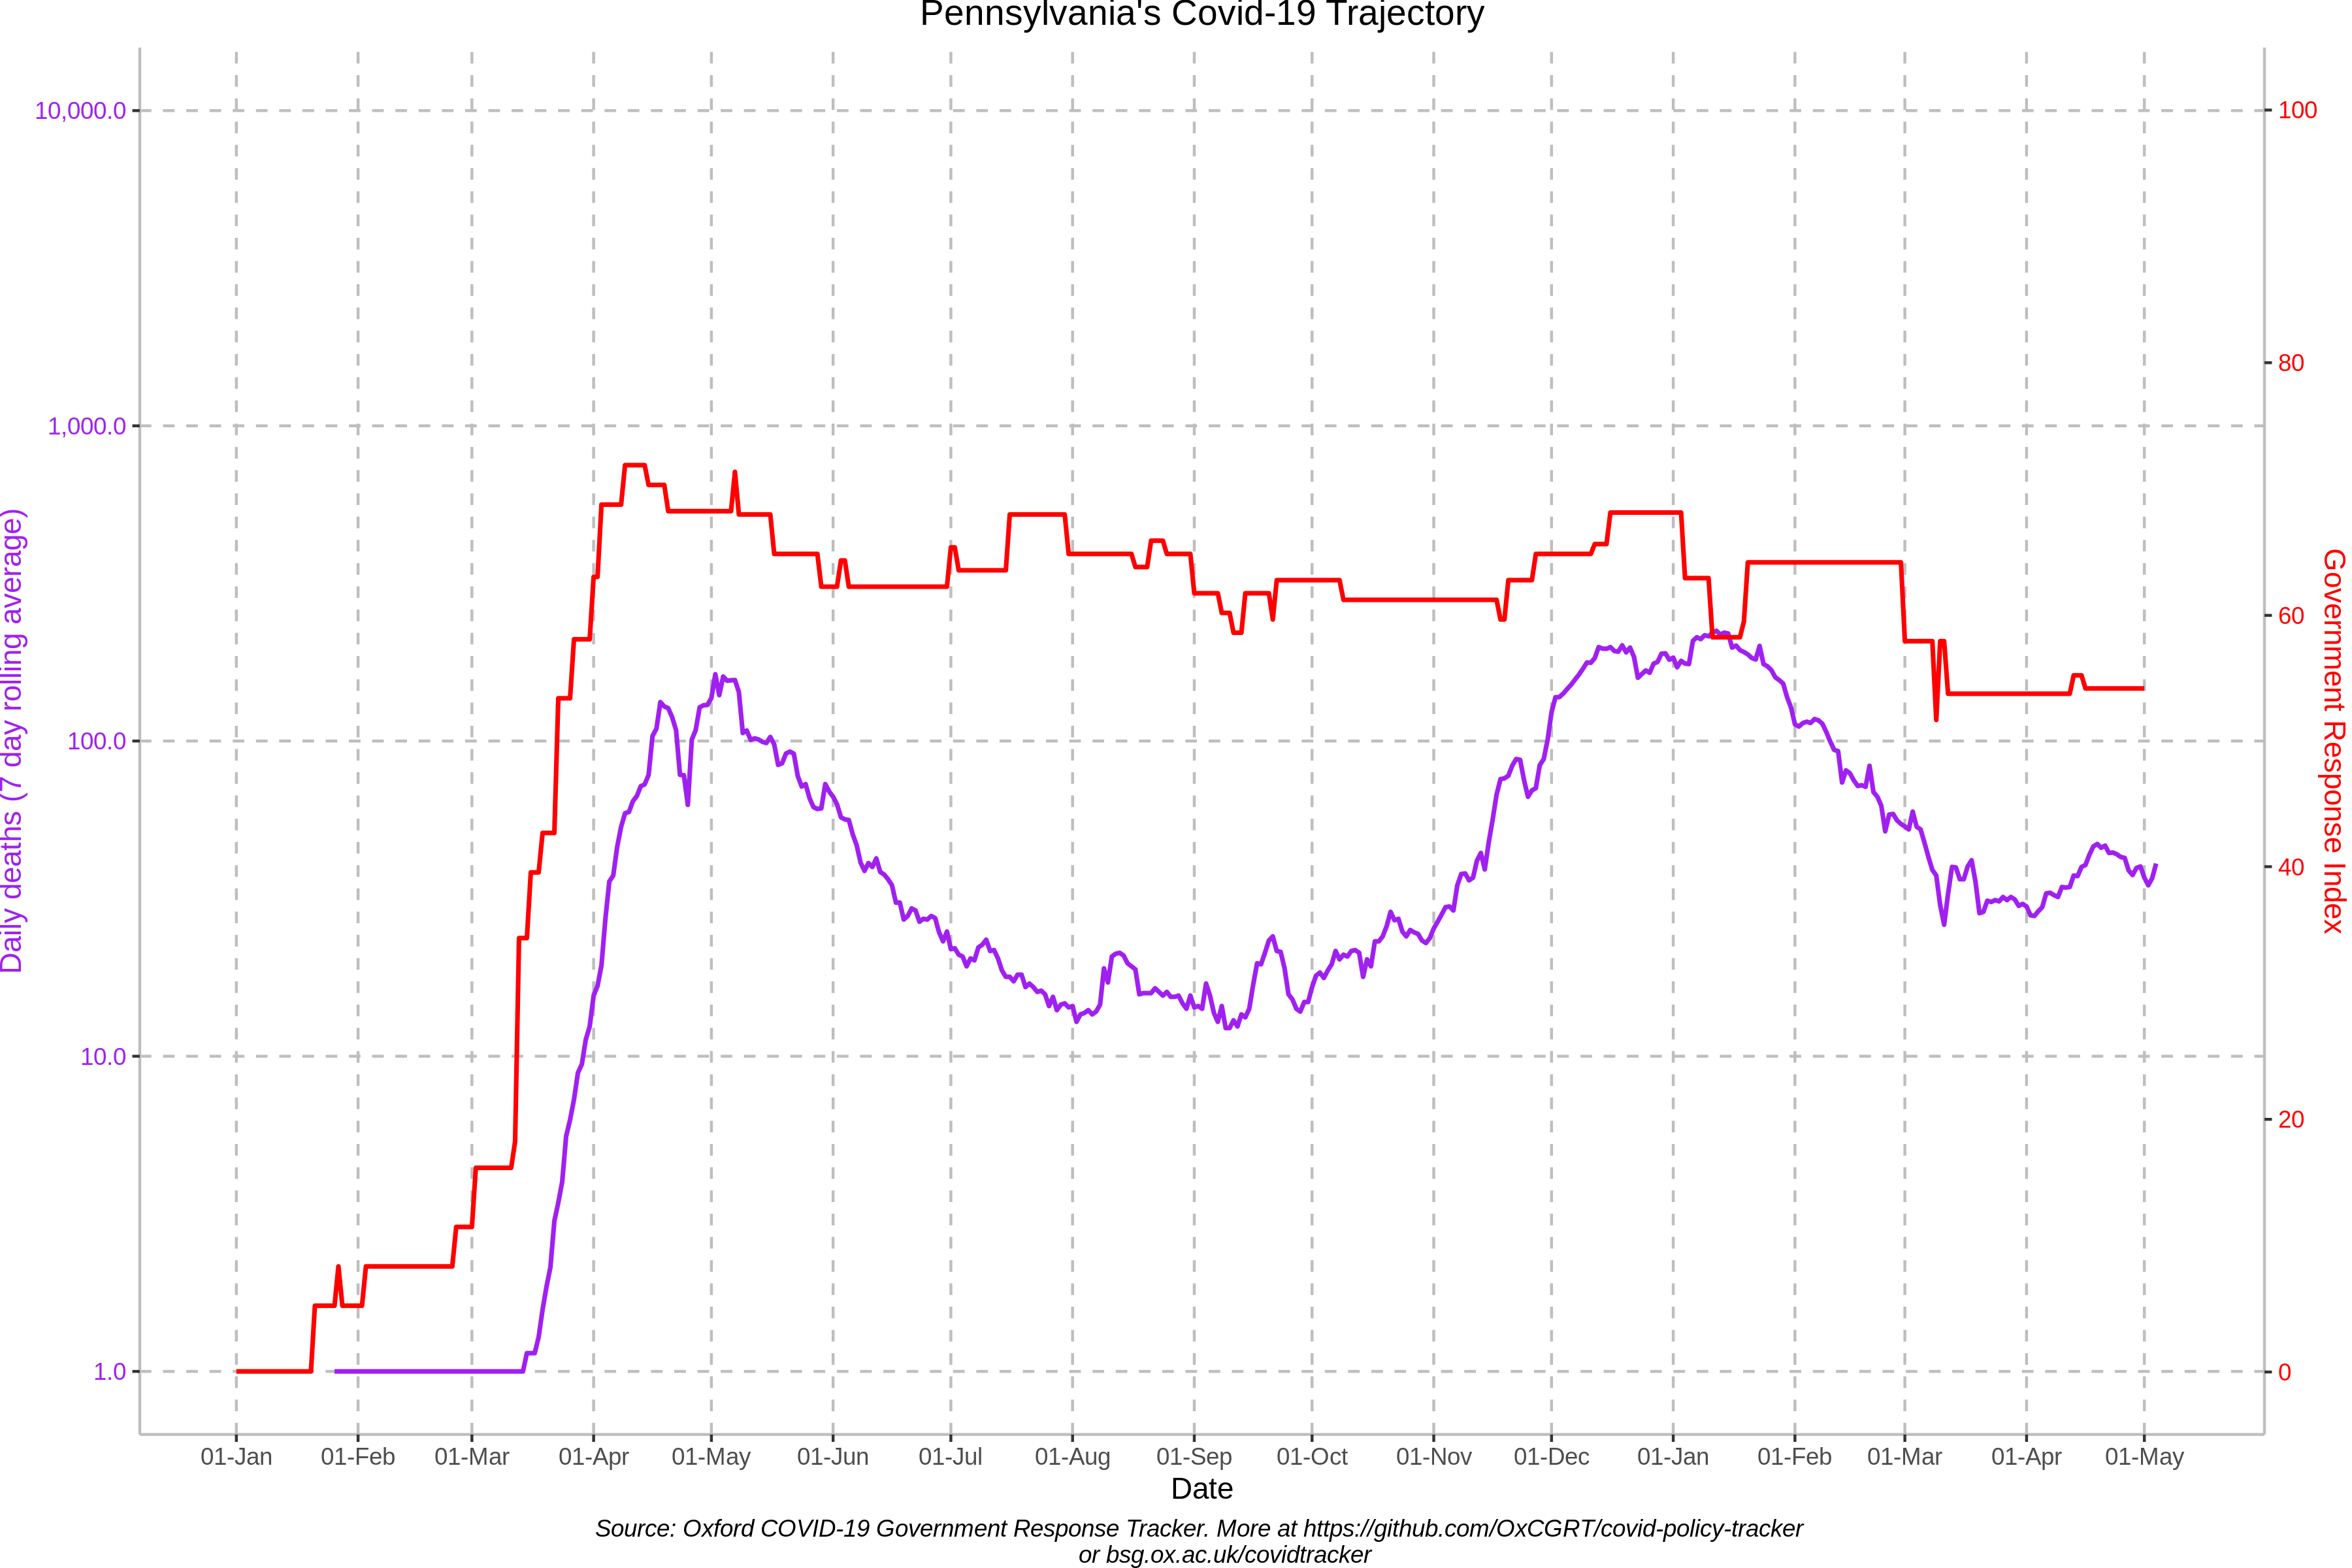 Pennsylvania's Covid-19 Trajectory
10,000.0
1,000.0
100.0
10.0
1.0
Daily deaths (7 day rolling average)
100
80
60
40
20
0
Government Response Index
01-Jan 01-Feb 01-Mar 01-Apr 01-May 01-Jun 01-Jul 01-Aug 01-Sep 01-Oct 01-Nov 01-Dec 01-Jan 01-Feb 01-Mar 01-Apr 01-May
Date
Source: Oxford COVID-19 Government Response Tracker. More at https://github.com/OxCGRT/covid-policy-tracker
or bsg.ox.ac.uk/covidtracker